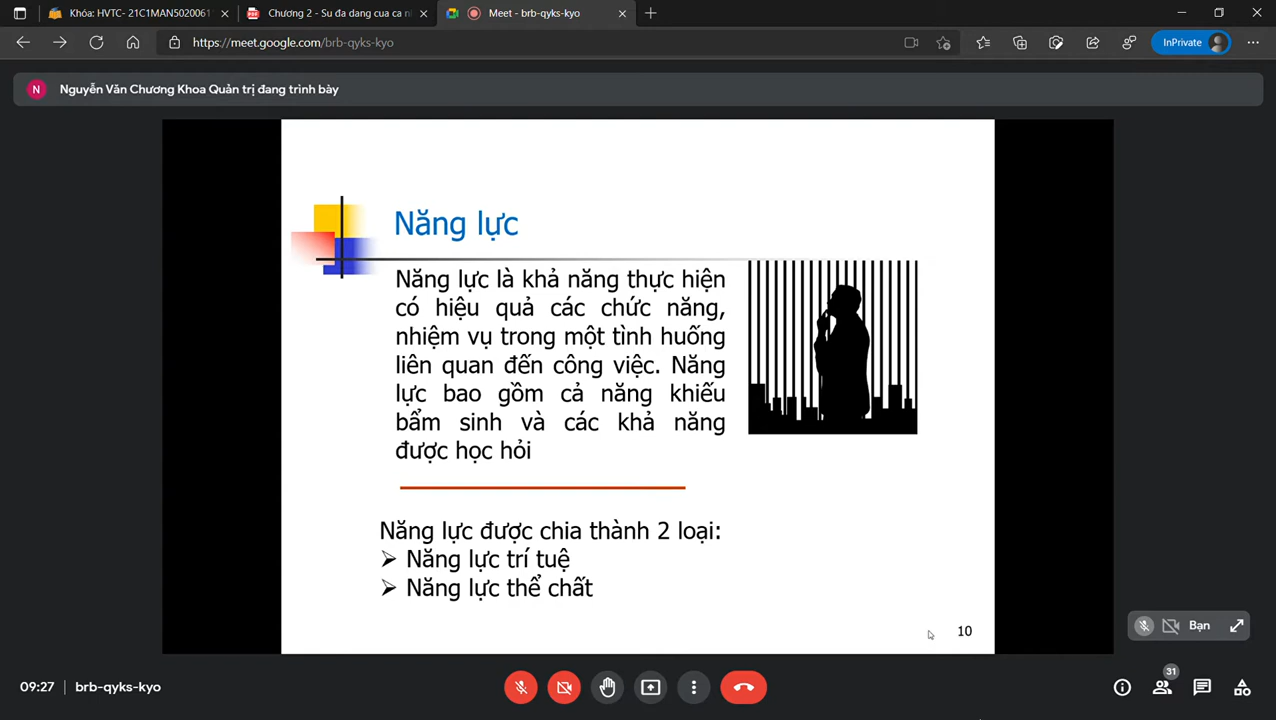 Khóa: HVTC- 21C1MAN5020061
Chương 2 - Su đa dang cua ca n
Meet - brb-qyks-kyo
https://meet.google.com/brb-qyks-kyo
InPrivate
N
Nguyễn Văn Chương Khoa Quản trị đang trình bày
Năng lực
Năng lực là khả năng thực hiện
có hiệu quả các chức năng,
nhiệm vụ trong một tình huống
liên quan đến công việc. Năng
lực bao gồm cả năng khiếu
bẩm sinh và các khả năng
được học hỏi
Năng lực được chia thành 2 loại:
Năng lực trí tuệ
Năng lực thể chất
10
Bạn
09:27 | brb-qyks-kyo
31